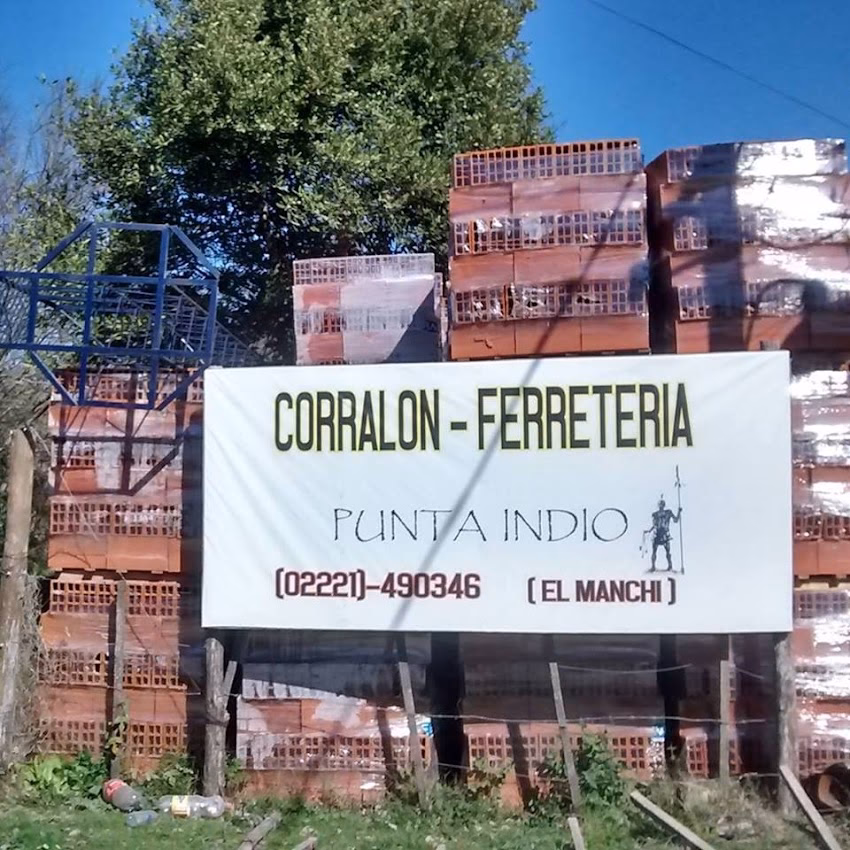 CORRALON - FERRETERIA
PUNTA INDIO
(02221)-490346 ( EL MANCHI )